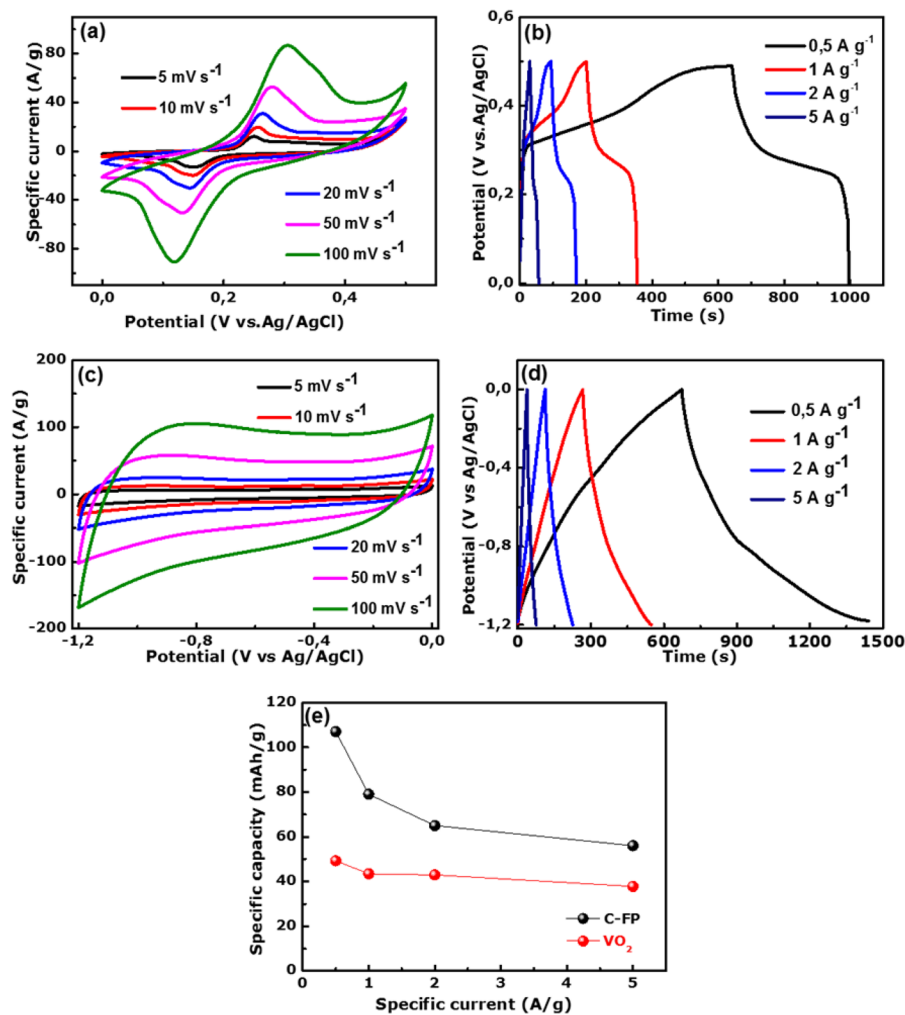 (a)
Specific current (A/g)
80
40
0
-40
-80
5 mV s-1
10 mV s-1
20 mV s-1
50 mV s-1
100 mV s-1
0,0
0,2
0,4
Potential (V vs.Ag/AgCl)
(b)
Potential (V vs.Ag/AgCl)
0,6
0,4
0,2
0,0
0,5 A g-1
1 A g-1
2 A g-1
5 A g-1
0
200
400
600
800
1000
Time (s)
(c)
Specific current (A/g)
200
100
0
-100
-200
5 mV s-1
10 mV s-1
20 mV s-1
50 mV s-1
100 mV s-1
-1,2
-0,8
-0,4
0,0
Potential (V vs Ag/AgCl)
(d)
Potential (V vs Ag/AgCl)
0,0
-0,4
-0,8
-1,2
0,5 A g-1
1 A g-1
2 A g-1
5 A g-1
0
300
600
900
1200
1500
Time (s)
(e)
Specific capacity (mAh/g)
120
100
80
60
40
20
0
C-FP
VO2
0
1
2
3
4
5
Specific current (A/g)